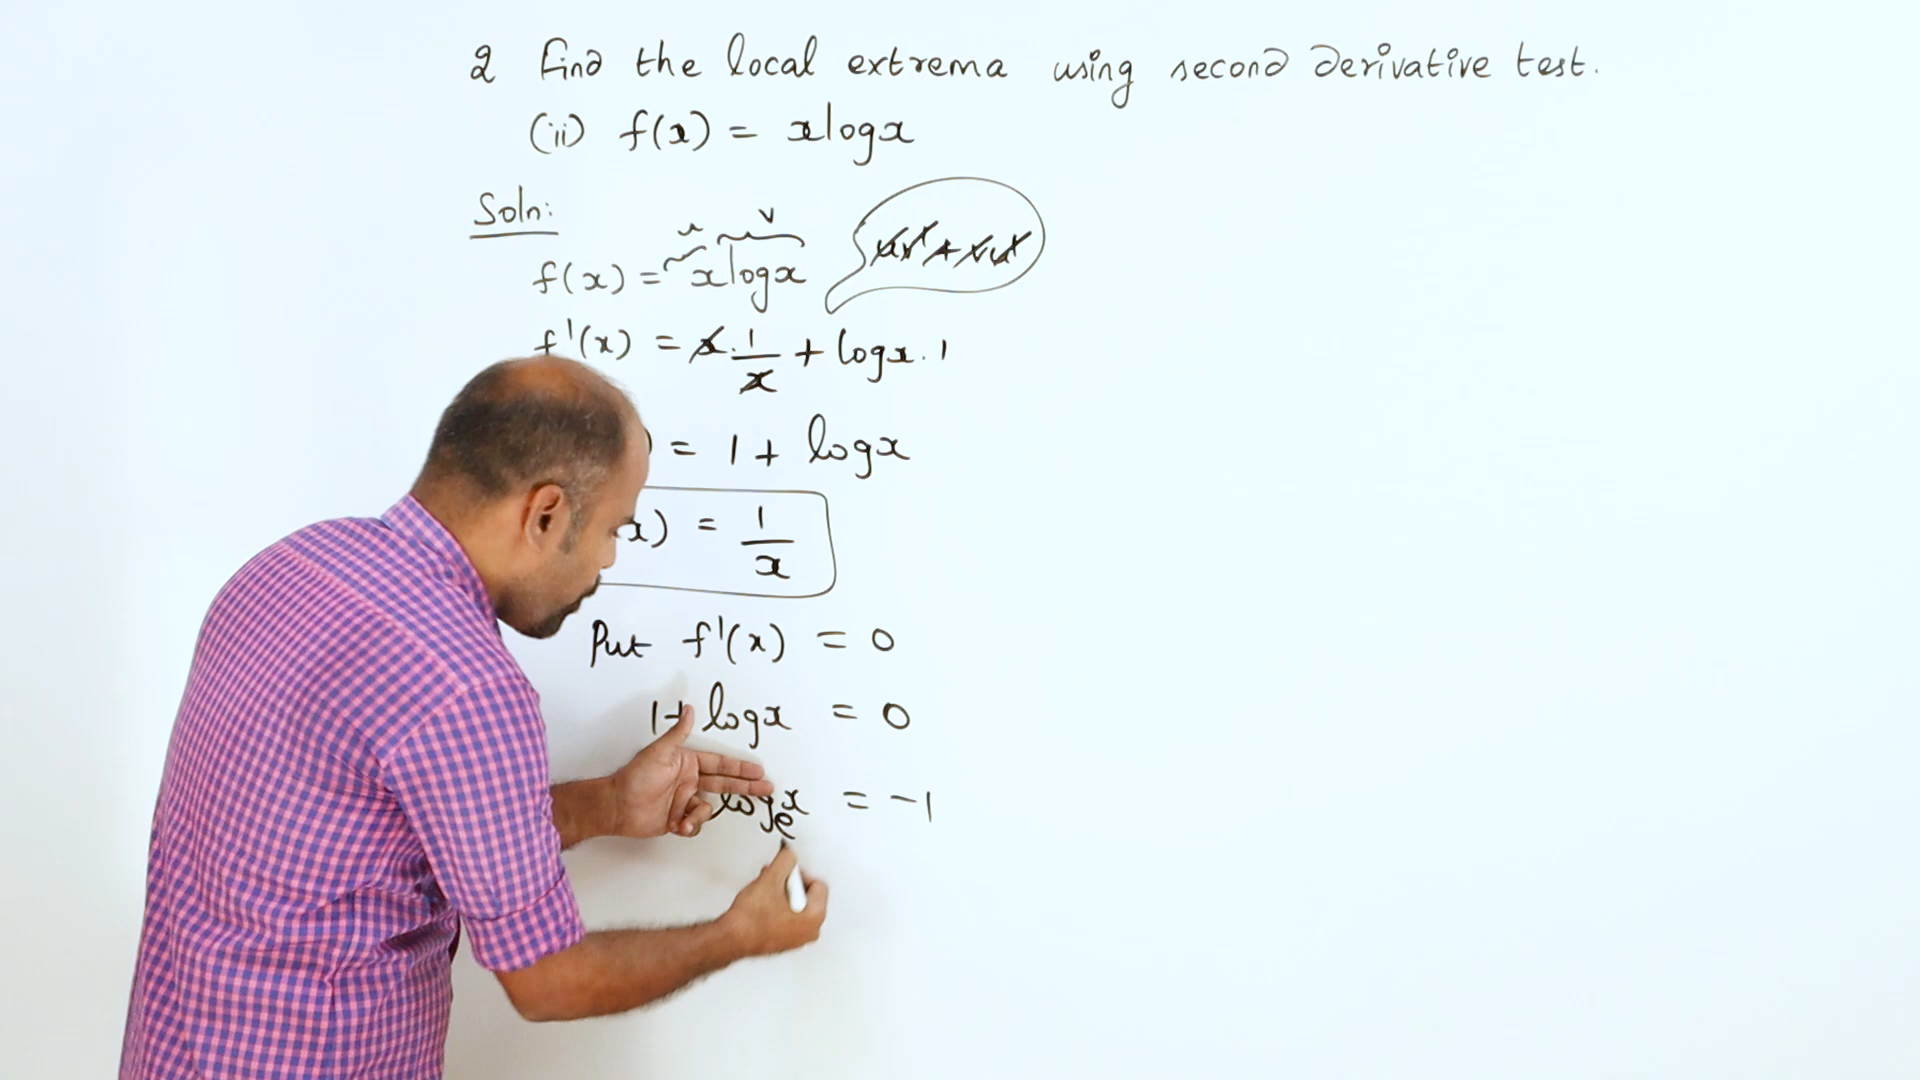 2 Find the local extrema using second derivative test.
(ii) f(x) = xlogx
Soln:
u v
f(x) = xlogx
uv' + vu'
f'(x) = x. 1/x + logx. 1
) = 1 + logx
x) = 1/x
Put f'(x) = 0
1+ logx = 0
logₑx = -1